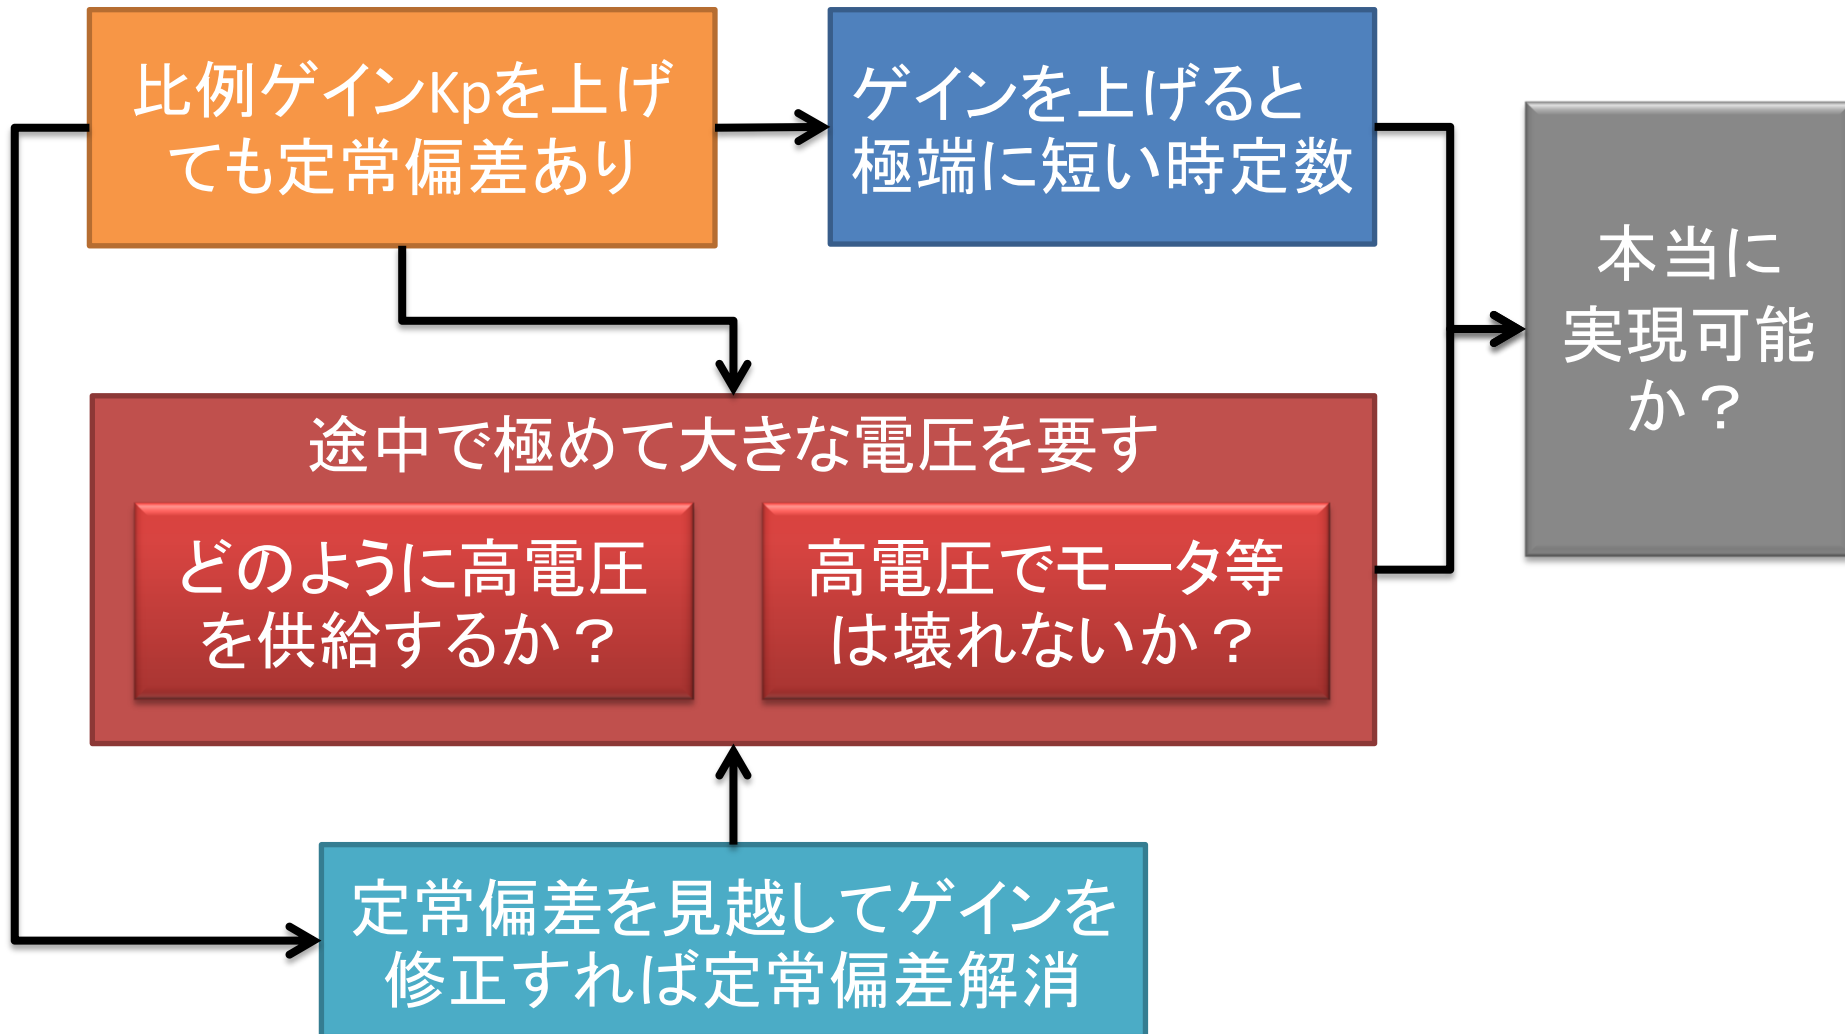 比例ゲインKpを上げ
ても定常偏差あり
ゲインを上げると
極端に短い時定数
本当に
実現可能
か？
途中で極めて大きな電圧を要す
どのように高電圧
を供給するか？
高電圧でモータ等
は壊れないか？
定常偏差を見越してゲインを
修正すれば定常偏差解消